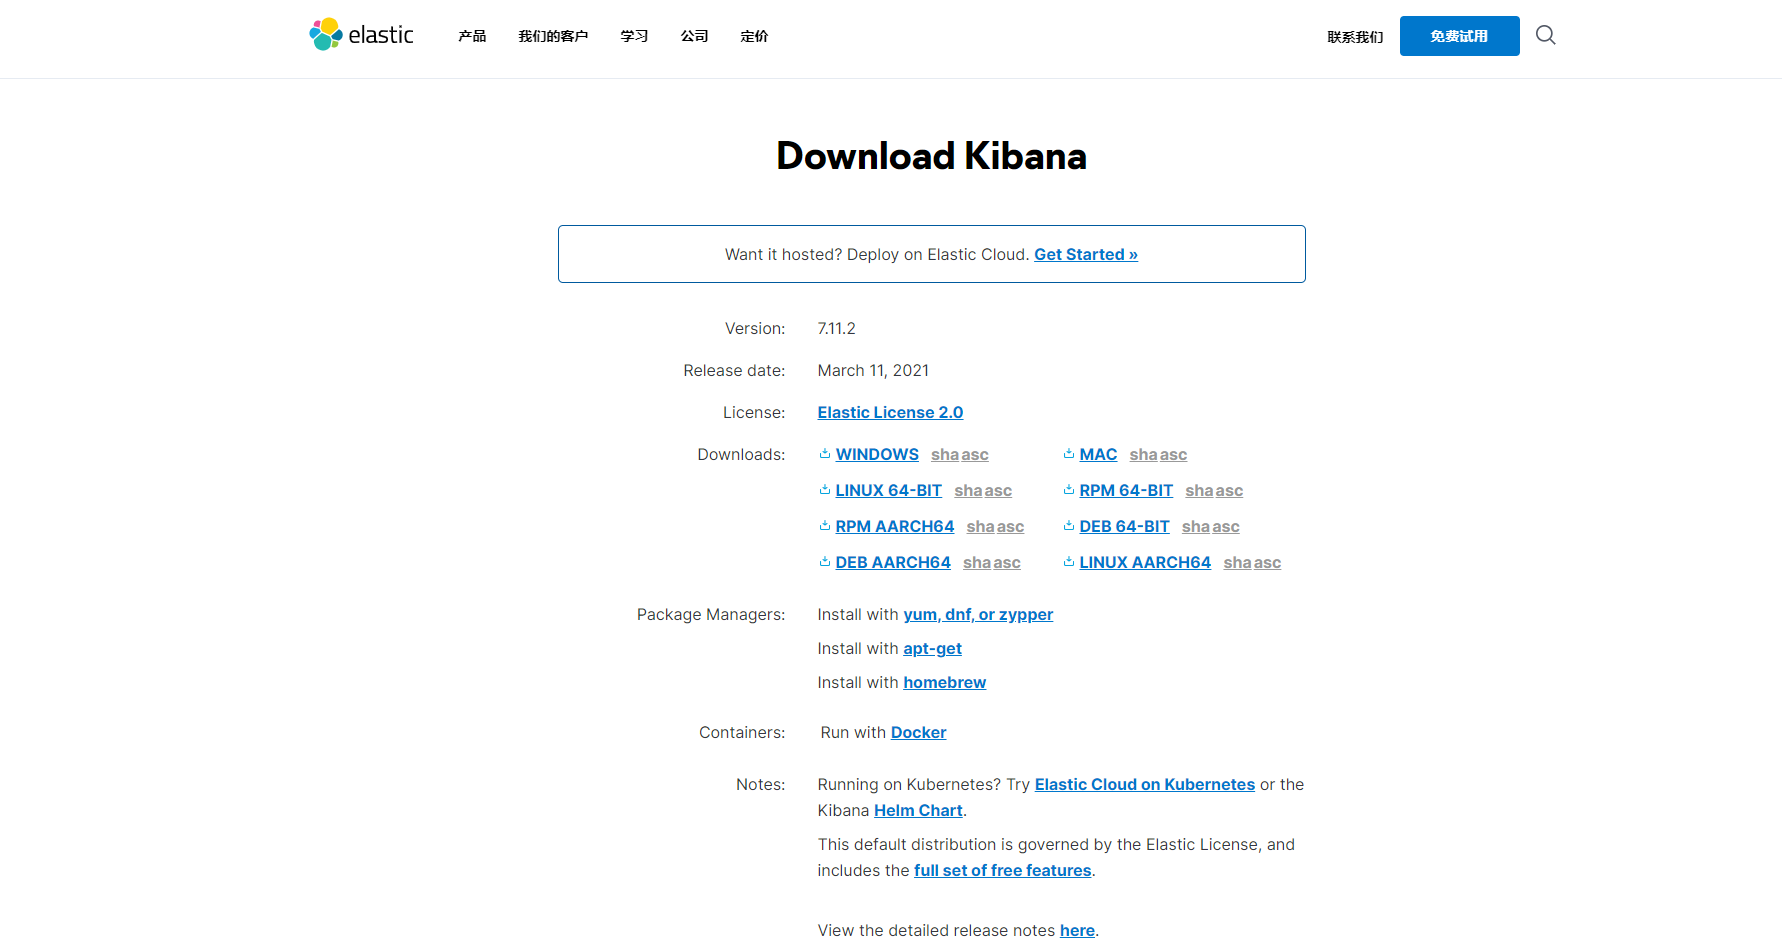 elastic 产品 我们的客户 学习 公司 定价 联系我们 免费试用
Download Kibana
Want it hosted? Deploy on Elastic Cloud. Get Started »
Version: 7.11.2
Release date: March 11, 2021
License: Elastic License 2.0
Downloads: WINDOWS sha asc MAC sha asc
LINUX 64-BIT sha asc RPM 64-BIT sha asc
RPM AARCH64 sha asc DEB 64-BIT sha asc
DEB AARCH64 sha asc LINUX AARCH64 sha asc
Package Managers: Install with yum, dnf, or zypper
Install with apt-get
Install with homebrew
Containers: Run with Docker
Notes: Running on Kubernetes? Try Elastic Cloud on Kubernetes or the
Kibana Helm Chart.
This default distribution is governed by the Elastic License, and
includes the full set of free features.
View the detailed release notes here.